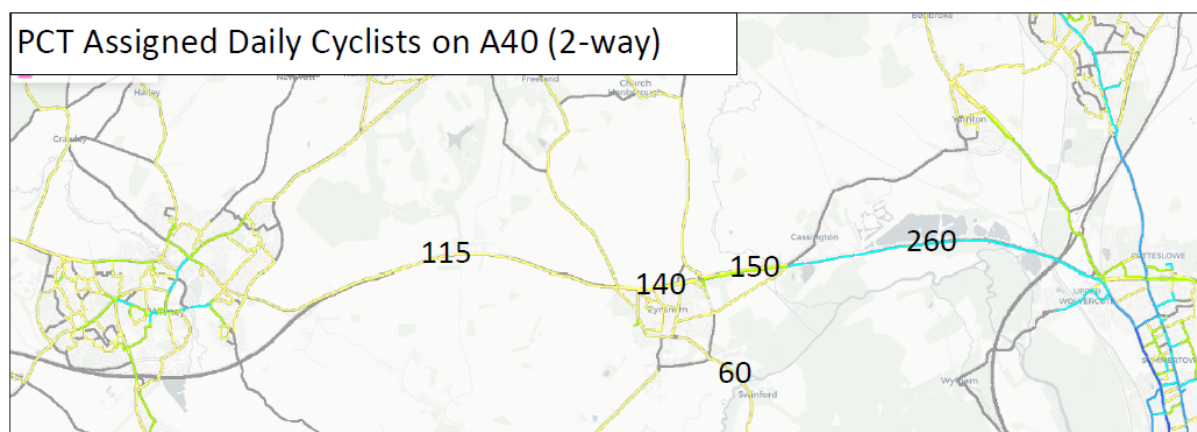 PCT Assigned Daily Cyclists on A40 (2-way)
Hailey
Freeland
Church
Hanborough
Yarnton
Crawley
115
140
150
Cassington
260
CUTTESLOWE
UPPER
WOLVERCOTE
Witney
Eynsham
60
Swinford
Wytham
SUMMERTOWN